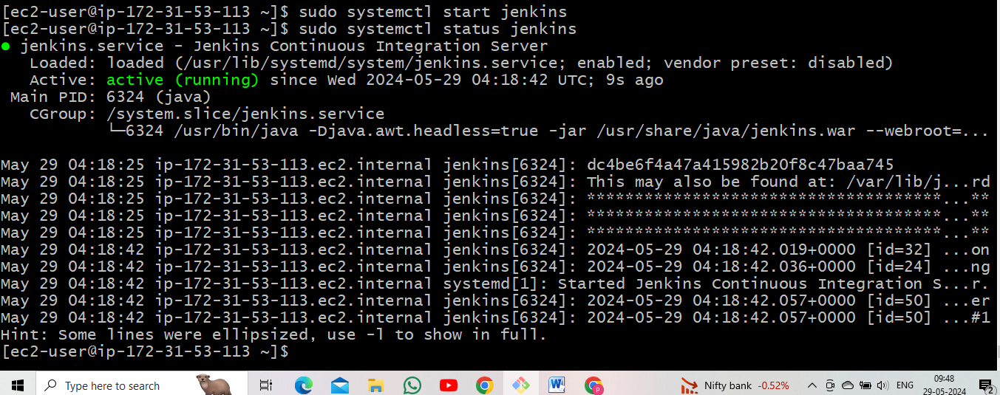 [ec2-user@ip-172-31-53-113 ~]$ sudo systemctl start jenkins
[ec2-user@ip-172-31-53-113 ~]$ sudo systemctl status jenkins
● jenkins.service - Jenkins Continuous Integration Server
   Loaded: loaded (/usr/lib/systemd/system/jenkins.service; enabled; vendor preset: disabled)
   Active: active (running) since Wed 2024-05-29 04:18:42 UTC; 9s ago
 Main PID: 6324 (java)
   CGroup: /system.slice/jenkins.service
           └─6324 /usr/bin/java -Djava.awt.headless=true -jar /usr/share/java/jenkins.war --webroot=...

May 29 04:18:25 ip-172-31-53-113.ec2.internal jenkins[6324]: dc4be6f4a47a415982b20f8c47baa745
May 29 04:18:25 ip-172-31-53-113.ec2.internal jenkins[6324]: This may also be found at: /var/lib/j...rd
May 29 04:18:25 ip-172-31-53-113.ec2.internal jenkins[6324]: *************************************...**
May 29 04:18:25 ip-172-31-53-113.ec2.internal jenkins[6324]: *************************************...**
May 29 04:18:25 ip-172-31-53-113.ec2.internal jenkins[6324]: *************************************...**
May 29 04:18:42 ip-172-31-53-113.ec2.internal jenkins[6324]: 2024-05-29 04:18:42.019+0000 [id=32] ...on
May 29 04:18:42 ip-172-31-53-113.ec2.internal jenkins[6324]: 2024-05-29 04:18:42.036+0000 [id=24] ...ng
May 29 04:18:42 ip-172-31-53-113.ec2.internal systemd[1]: Started Jenkins Continuous Integration S...r.
May 29 04:18:42 ip-172-31-53-113.ec2.internal jenkins[6324]: 2024-05-29 04:18:42.057+0000 [id=50] ...er
May 29 04:18:42 ip-172-31-53-113.ec2.internal jenkins[6324]: 2024-05-29 04:18:42.057+0000 [id=50] ...#1
Hint: Some lines were ellipsized, use -l to show in full.
[ec2-user@ip-172-31-53-113 ~]$
Type here to search
W
p
Nifty bank -0.52%
ENG
09:48
29-05-2024
2